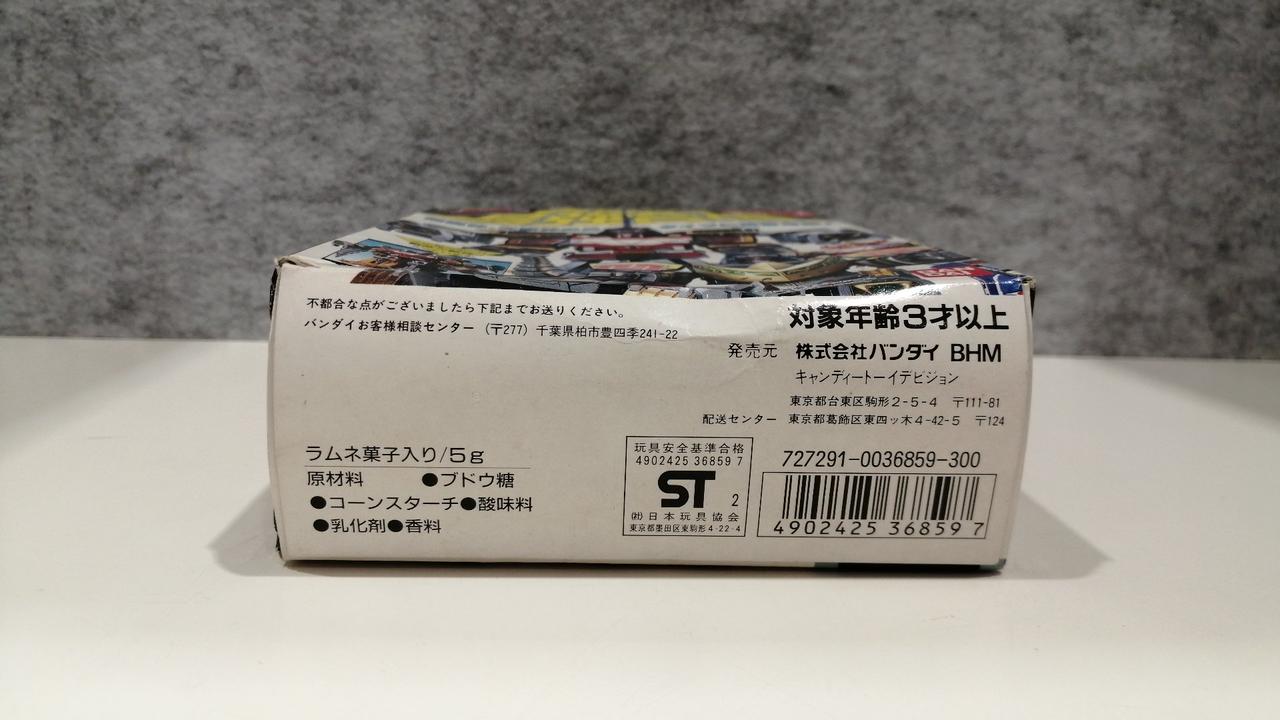 不都合な点がございましたら下記までお送りください。
バンダイお客様相談センター (〒277) 千葉県柏市豊四季241-22
対象年齢3才以上
発売元 株式会社バンダイ BHM
キャンディートーイデビジョン
東京都台東区駒形2-5-4 〒111-81
配送センター 東京都葛飾区東四ッ木4-42-5 〒124
ラムネ菓子入り/5g
原材料 ●ブドウ糖
●コーンスターチ●酸味料
●乳化剤●香料
玩具安全基準合格
4902425 36859 7
ST 2
㈳日本玩具協会
東京都墨田区東駒形4-22-4
727291-0036859-300
4902425 36859 7